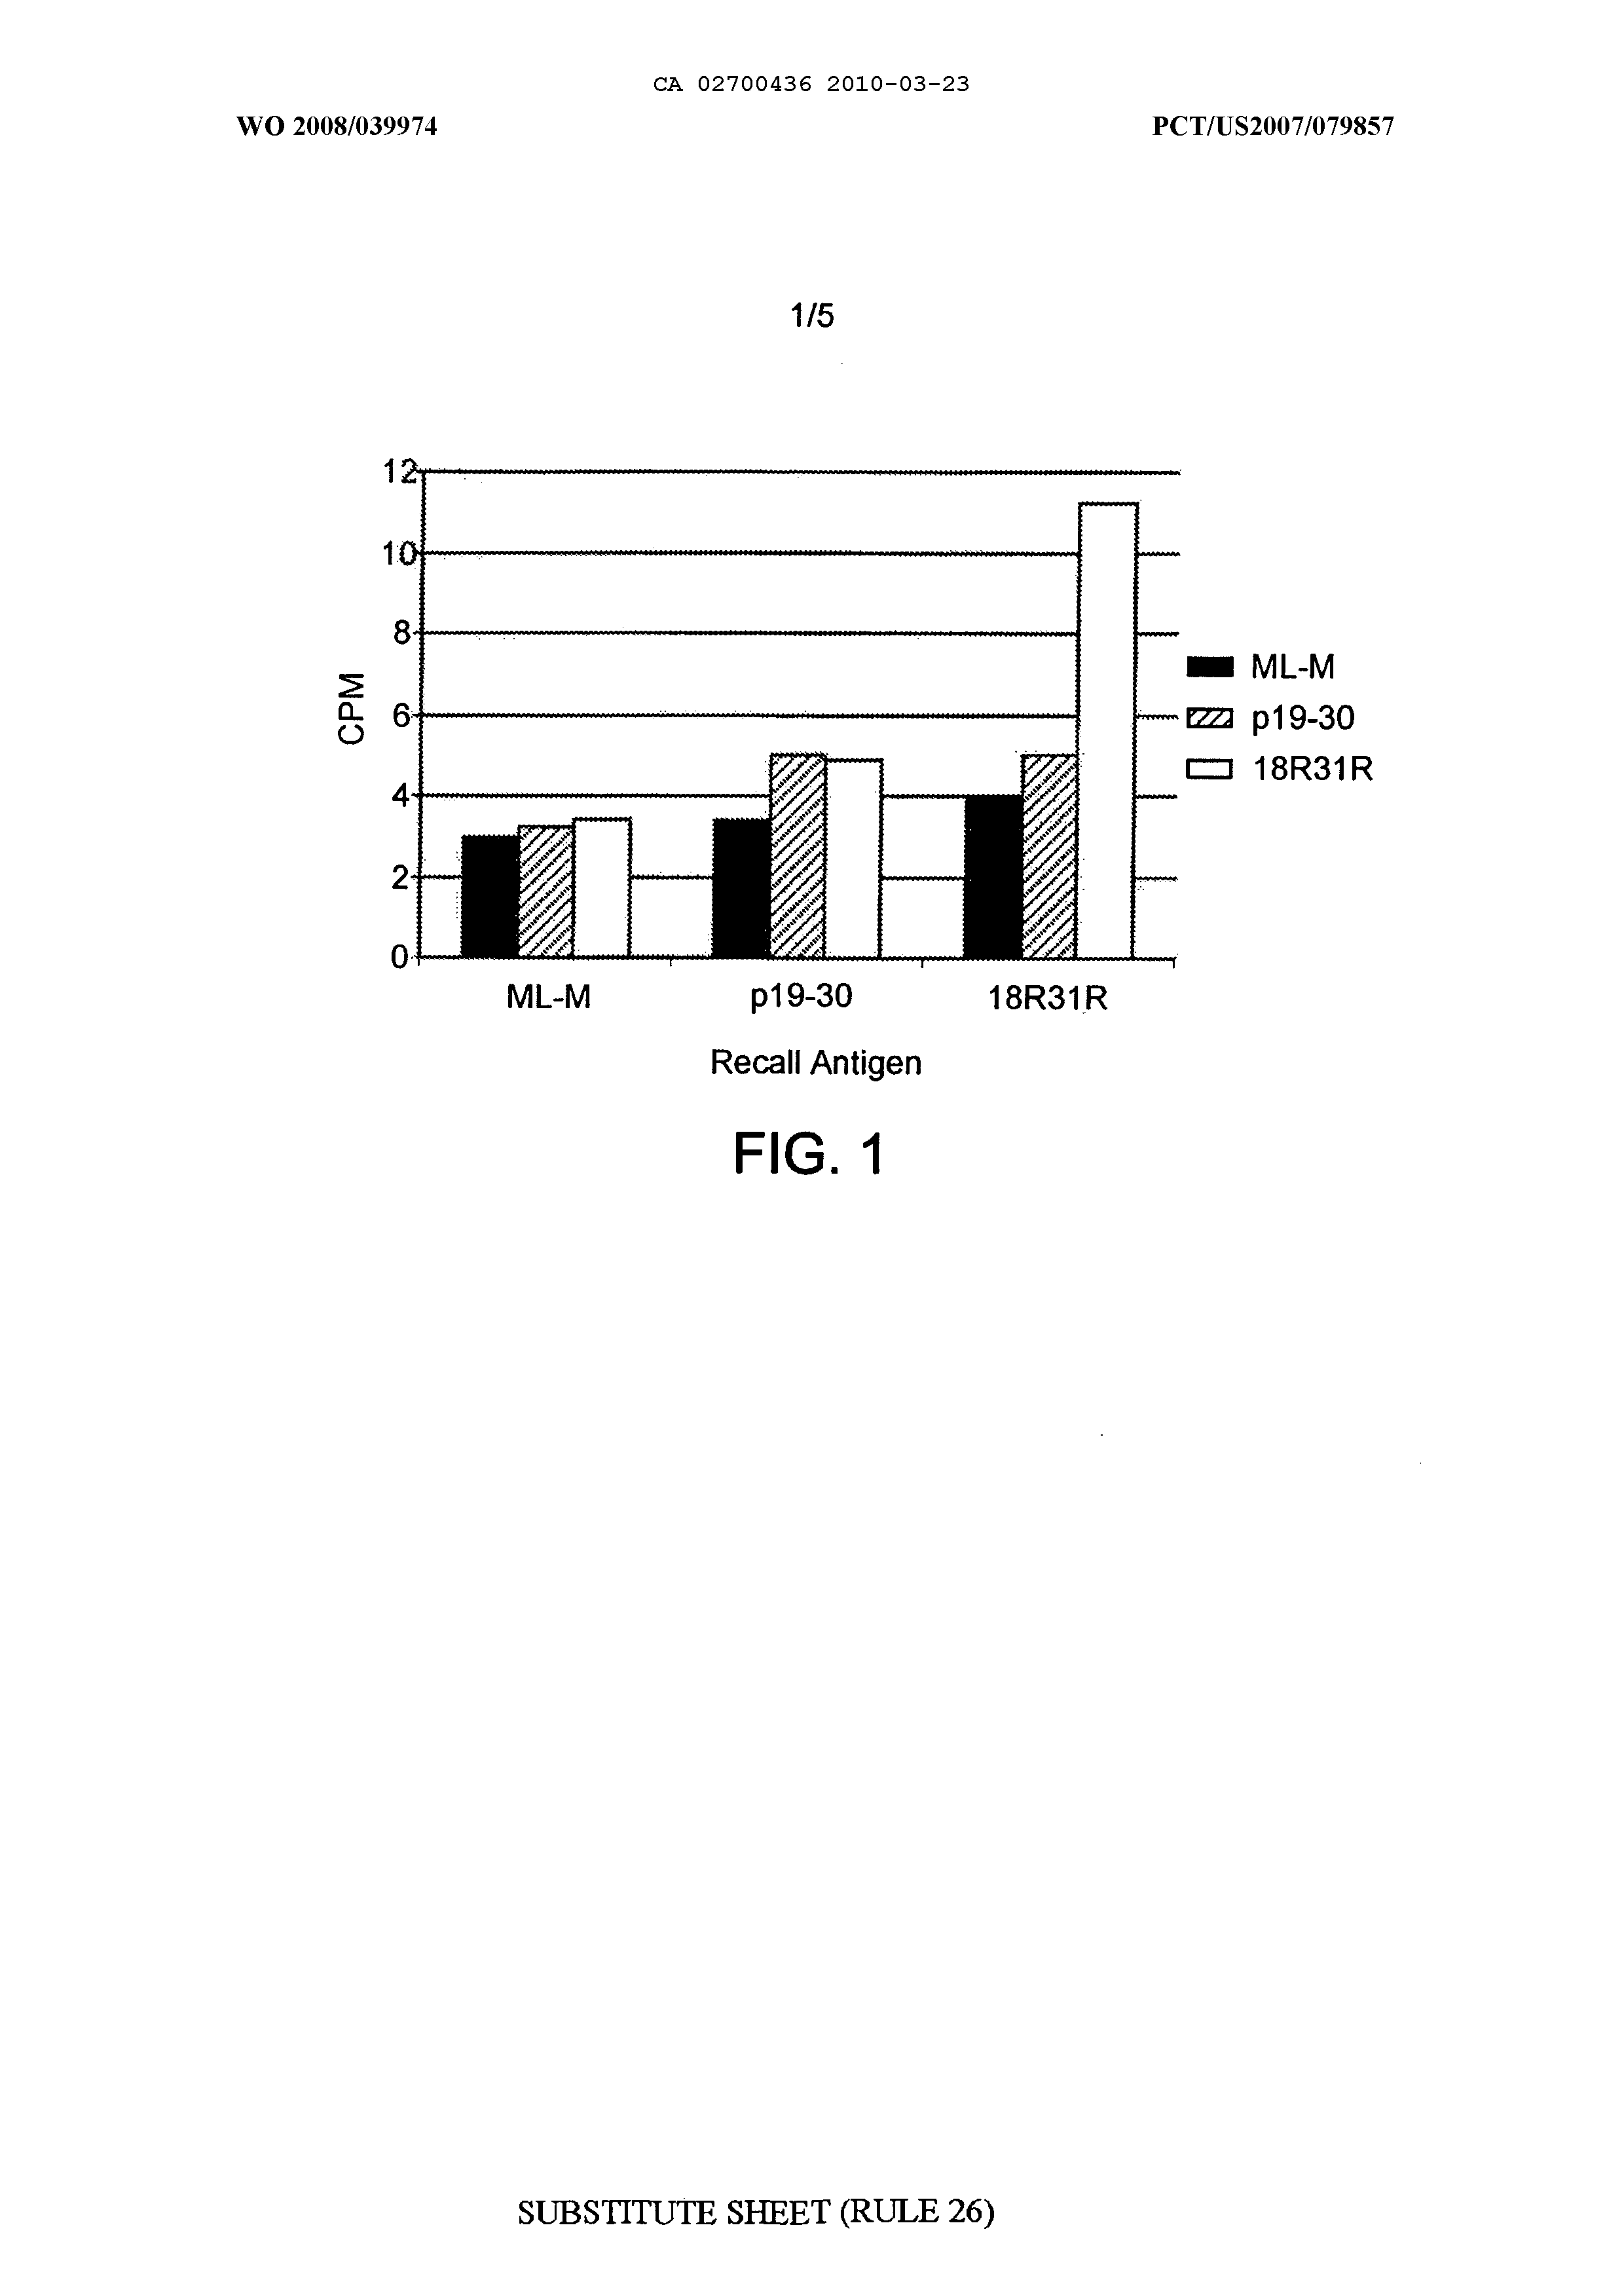 CA 02700436 2010-03-23
WO 2008/039974 PCT/US2007/079857
1/5
12
10
8
6
4
2
0
CPM
ML-M
p19-30
18R31R
ML-M p19-30 18R31R
Recall Antigen
FIG. 1
SUBSTITUTE SHEET (RULE 26)